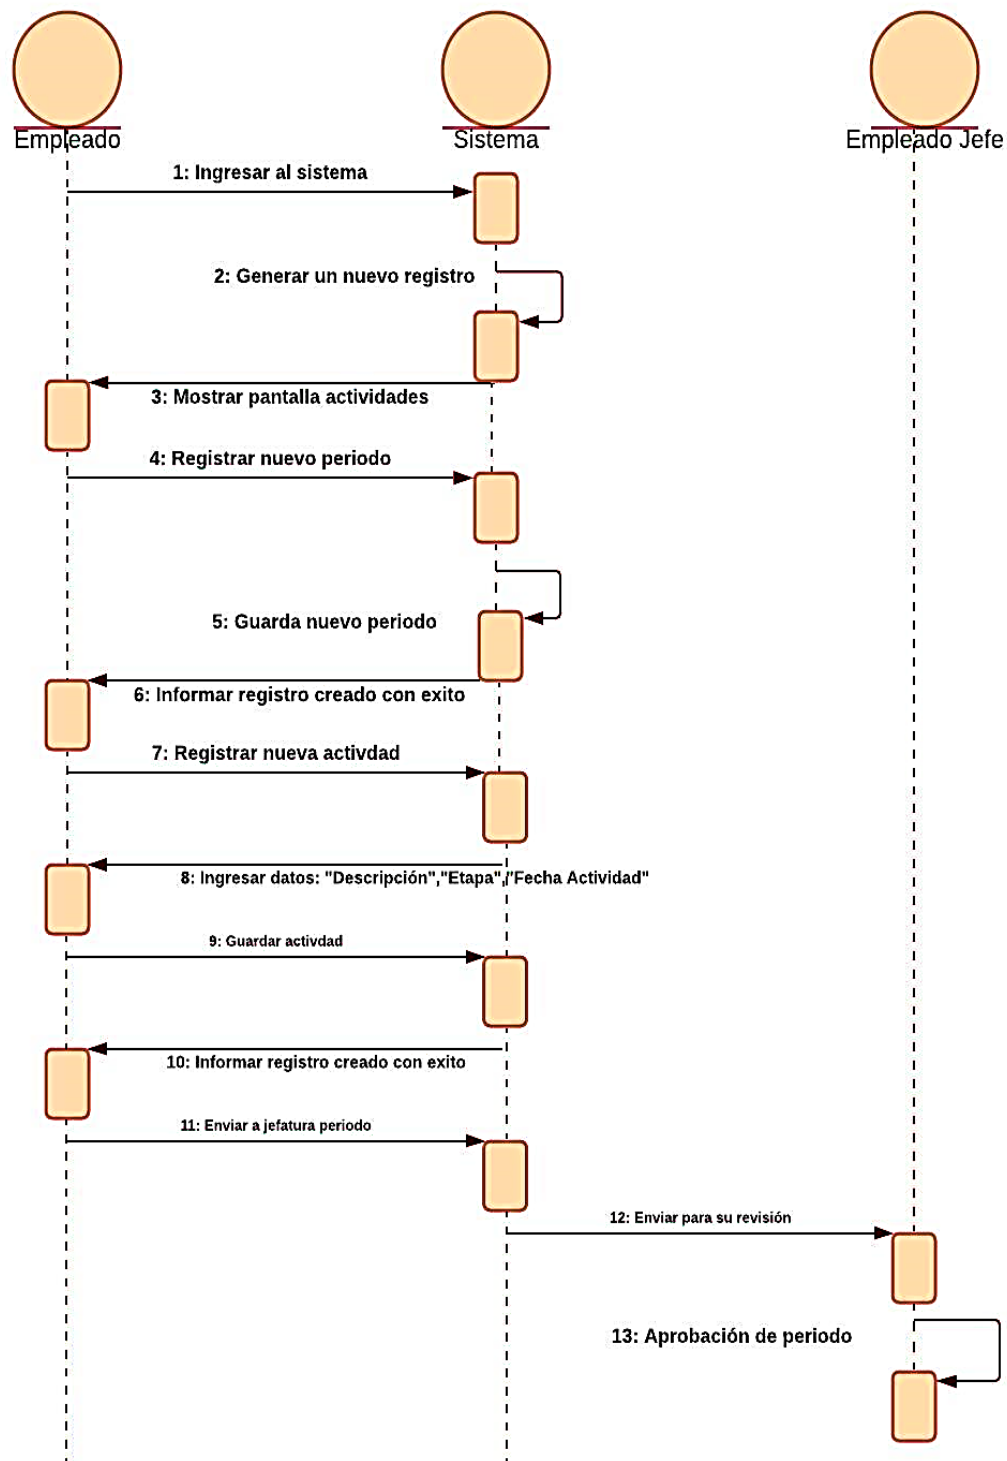 Empleado
Sistema
Empleado Jefe
1: Ingresar al sistema
2: Generar un nuevo registro
3: Mostrar pantalla actividades
4: Registrar nuevo periodo
5: Guarda nuevo periodo
6: Informar registro creado con exito
7: Registrar nueva activdad
8: Ingresar datos: "Descripción","Etapa","Fecha Actividad"
9: Guardar activdad
10: Informar registro creado con exito
11: Enviar a jefatura periodo
12: Enviar para su revisión
13: Aprobación de periodo